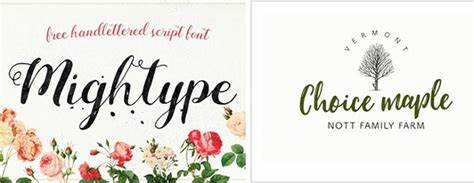 free handlettered script font
Mightype
VERMONT
Choice maple
NOTT FAMILY FARM